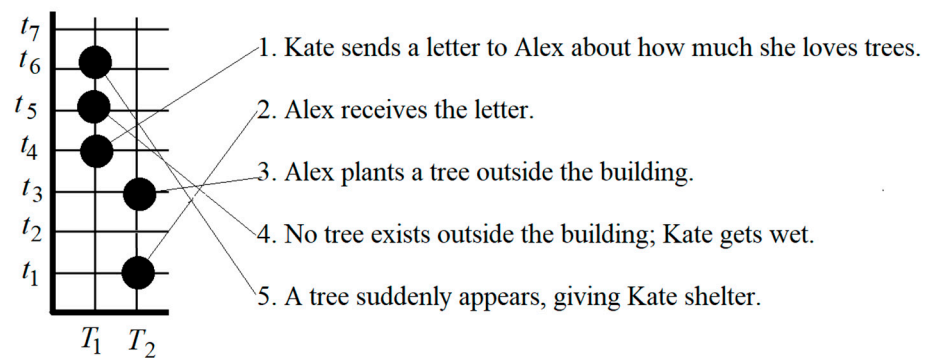 t7
t6
t5
t4
t3
t2
t1
T1 T2
1. Kate sends a letter to Alex about how much she loves trees.
2. Alex receives the letter.
3. Alex plants a tree outside the building.
4. No tree exists outside the building; Kate gets wet.
5. A tree suddenly appears, giving Kate shelter.